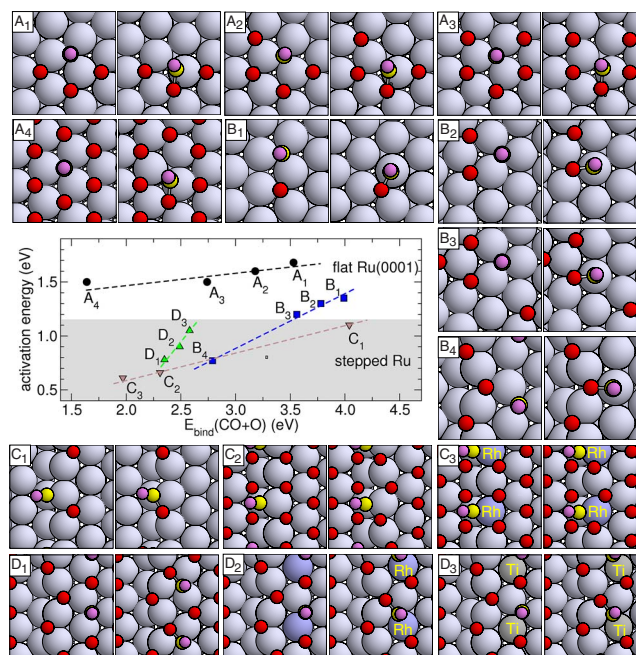 A1 A2 A3
A4 B1 B2
B3
B4
activation energy (eV)
1.5
1.0
0.5
flat Ru(0001)
A4 A3 A2 A1
B3 B2 B1
D3
D2
D1 B4
C3 C2 C1
stepped Ru
1.5 2.0 2.5 3.0 3.5 4.0 4.5
Ebind(CO+O) (eV)
C1 C2 C3 Rh Rh
Rh Rh
D1 D2 Rh D3 Ti Ti
Rh Ti Ti